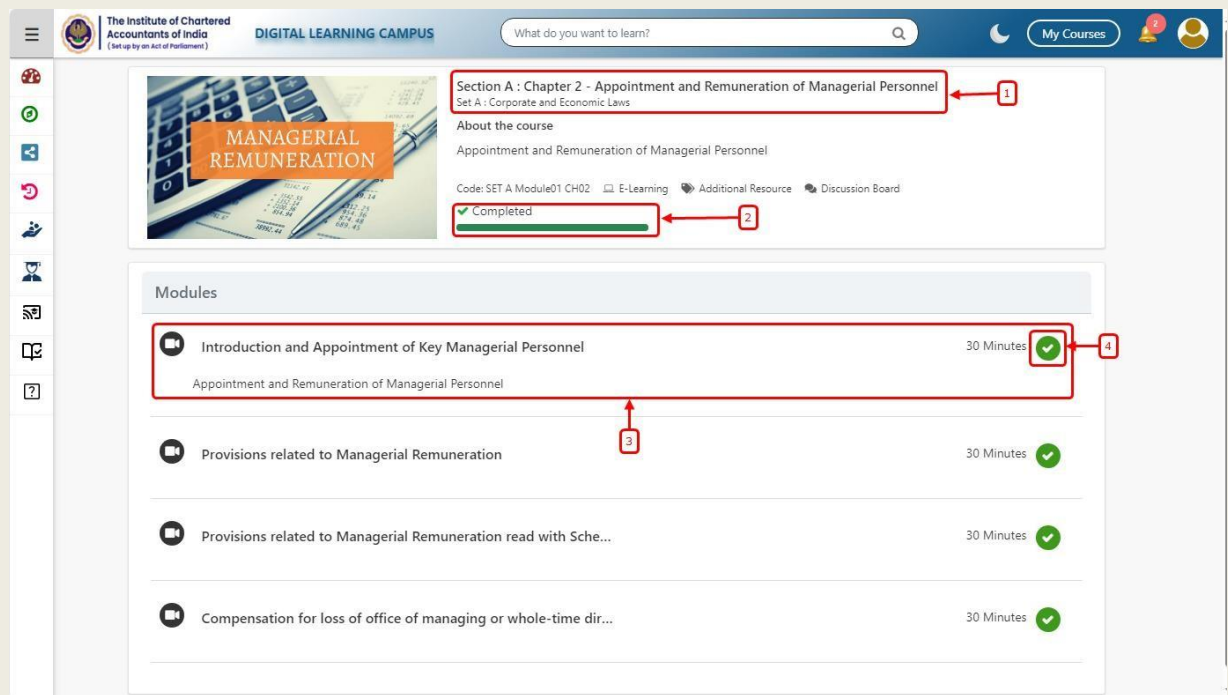 The Institute of Chartered
Accountants of India
(Set up by an Act of Parliament)
DIGITAL LEARNING CAMPUS
What do you want to learn?
My Courses
2
MANAGERIAL
REMUNERATION
Section A : Chapter 2 - Appointment and Remuneration of Managerial Personnel
1
Set A : Corporate and Economic Laws
About the course
Appointment and Remuneration of Managerial Personnel
Code: SET A Module01 CH02 E-Learning Additional Resource Discussion Board
Completed
2
Modules
Introduction and Appointment of Key Managerial Personnel 30 Minutes
4
Appointment and Remuneration of Managerial Personnel
3
Provisions related to Managerial Remuneration 30 Minutes
Provisions related to Managerial Remuneration read with Sche... 30 Minutes
Compensation for loss of office of managing or whole-time dir... 30 Minutes